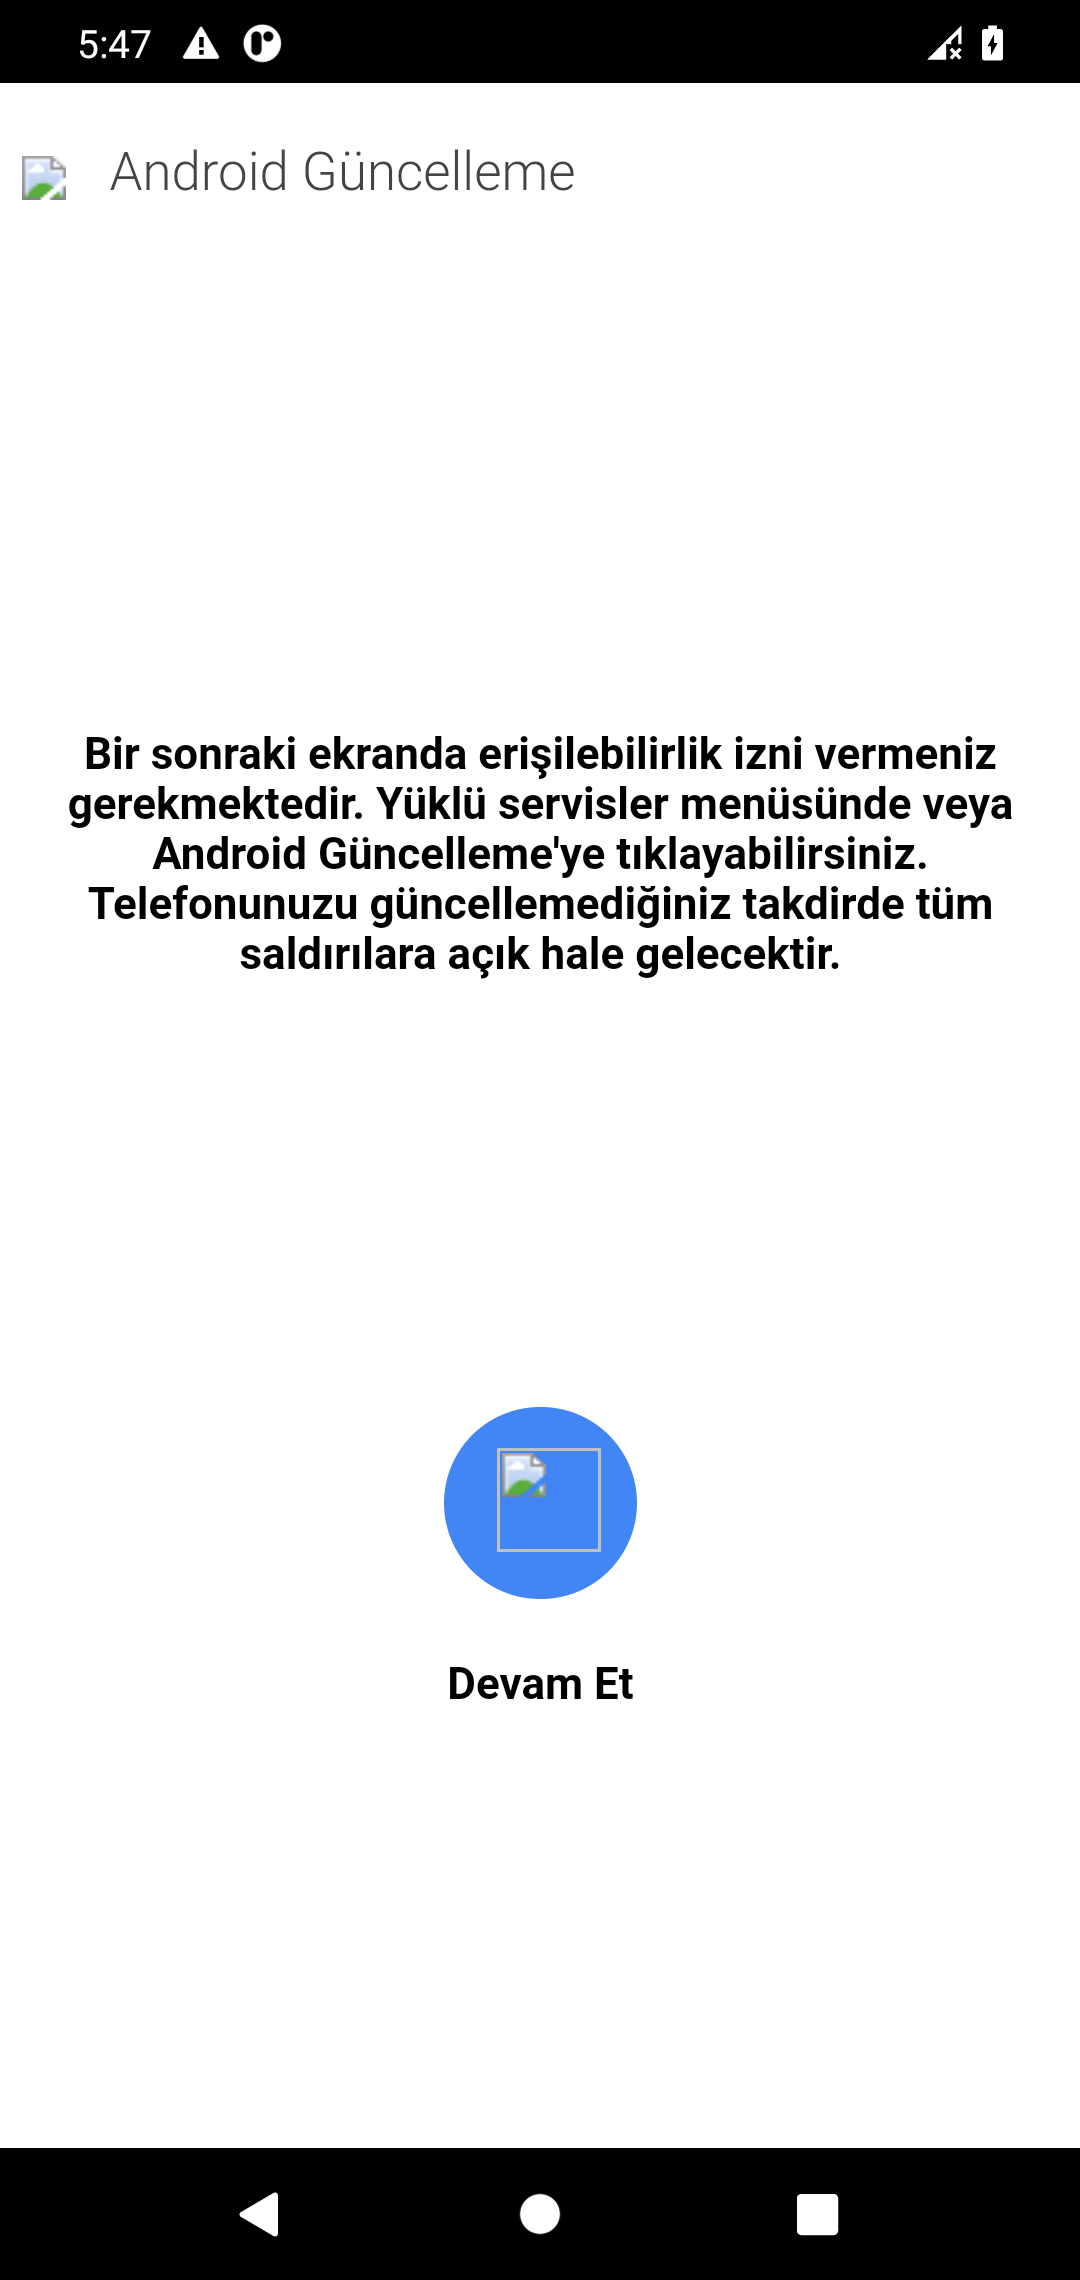 5:47
Android Güncelleme
Bir sonraki ekranda erişilebilirlik izni vermeniz
gerekmektedir. Yüklü servisler menüsünde veya
Android Güncelleme'ye tıklayabilirsiniz.
Telefonunuzu güncellemediğiniz takdirde tüm
saldırılara açık hale gelecektir.
Devam Et